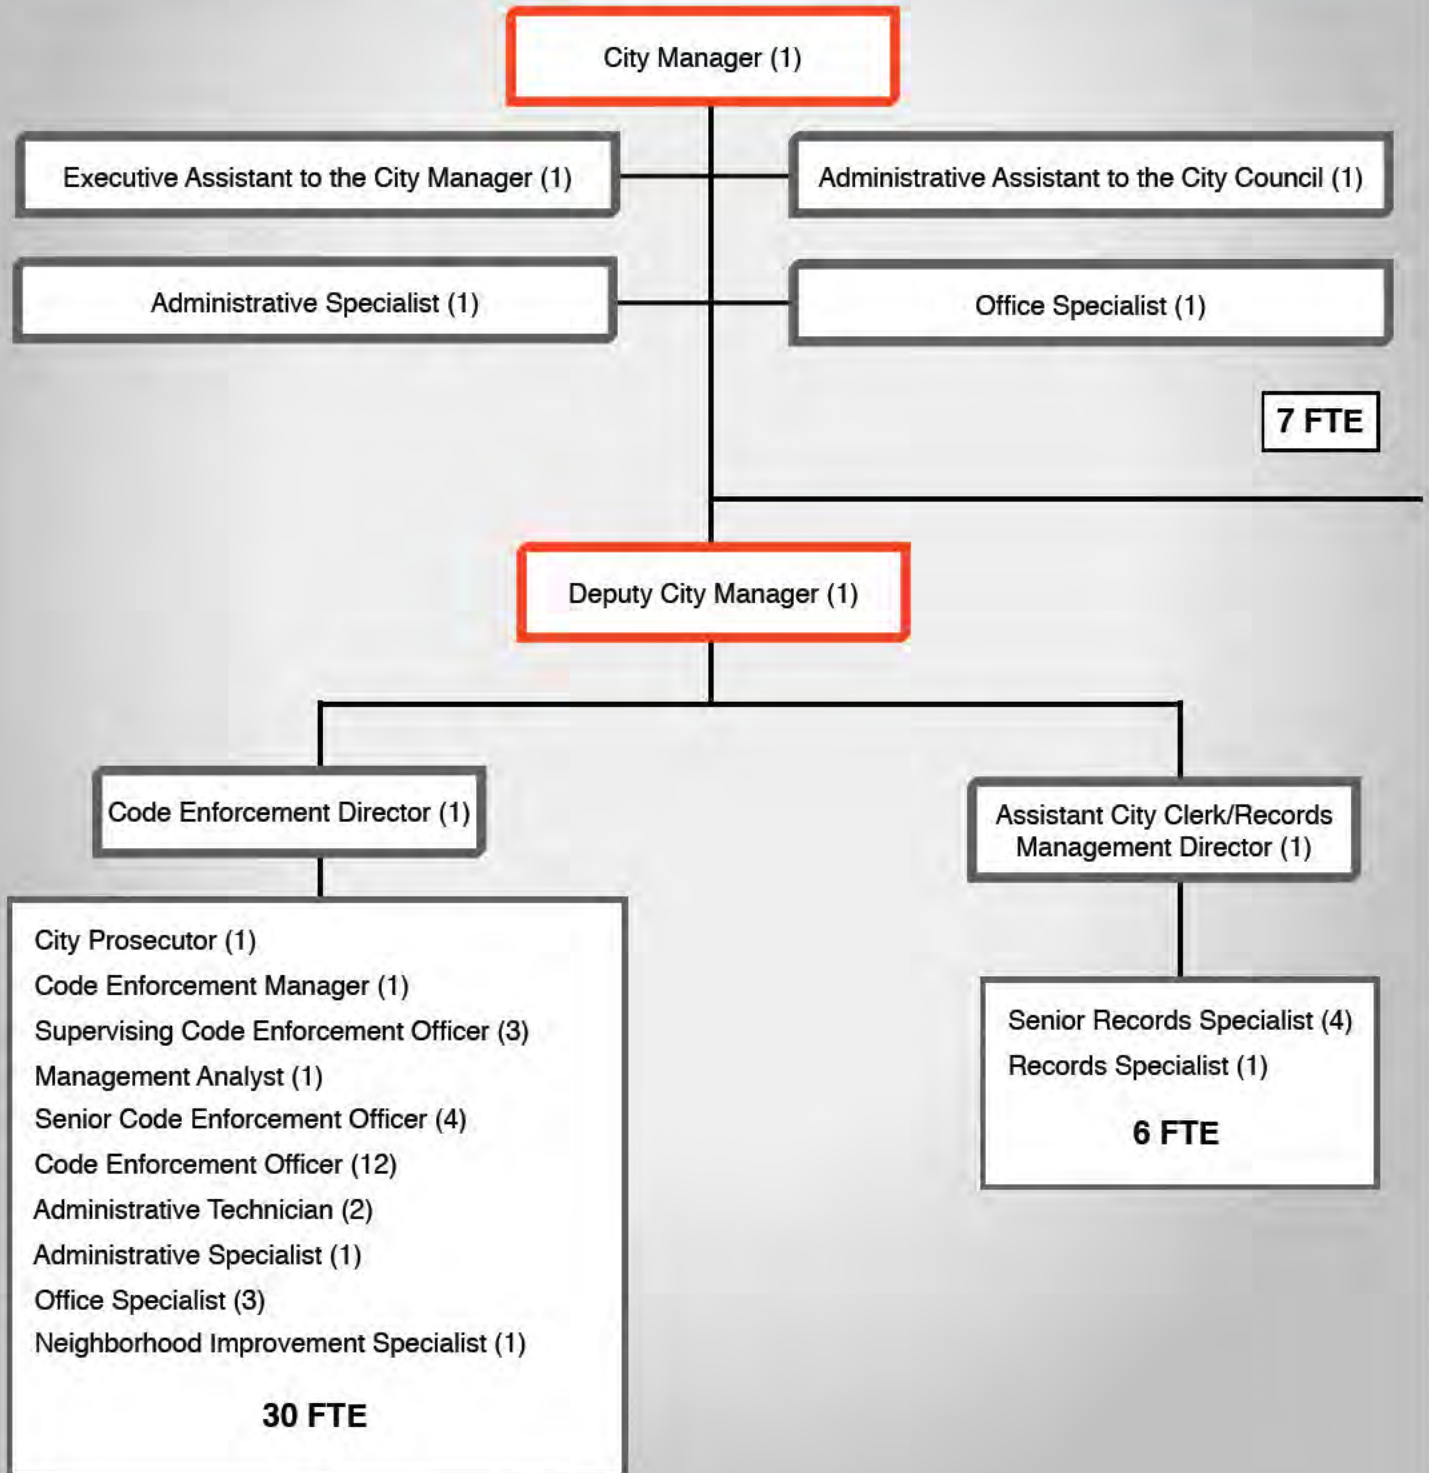 City Manager (1)
Executive Assistant to the City Manager (1)
Administrative Assistant to the City Council (1)
Administrative Specialist (1)
Office Specialist (1)
7 FTE
Deputy City Manager (1)
Code Enforcement Director (1)
Assistant City Clerk/Records
Management Director (1)
City Prosecutor (1)
Code Enforcement Manager (1)
Supervising Code Enforcement Officer (3)
Management Analyst (1)
Senior Code Enforcement Officer (4)
Code Enforcement Officer (12)
Administrative Technician (2)
Administrative Specialist (1)
Office Specialist (3)
Neighborhood Improvement Specialist (1)
30 FTE
Senior Records Specialist (4)
Records Specialist (1)
6 FTE